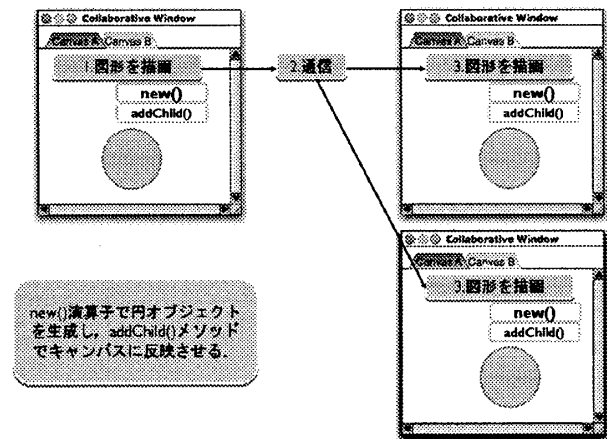 Collaborative Window
Canvas A Canvas B
1.図形を描画
new()
addChild()
2.通信
Collaborative Window
Canvas A Canvas B
3.図形を描画
new()
addChild()
Collaborative Window
Canvas A Canvas B
3.図形を描画
new()
addChild()
new()演算子で円オブジェクト
を生成し，addChild()メソッド
でキャンバスに反映させる．